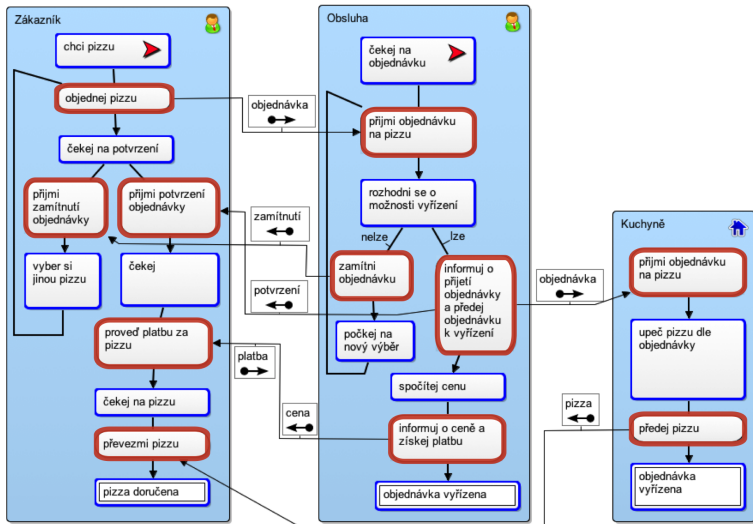 Zákazník
chci pizzu
objednej pizzu
čekej na potvrzení
přijmi
zamítnutí
objednávky
přijmi potvrzení
objednávky
vyber si
jinou pizzu
čekej
proveď platbu za
pizzu
čekej na pizzu
převezmi pizzu
pizza doručena
objednávka
zamítnutí
potvrzení
platba
cena
Obsluha
čekej na
objednávku
přijmi objednávku
na pizzu
rozhodni se o
možnosti vyřízení
nelze
lze
zamítni
objednávku
informuj o
přijetí
objednávky
a předej
objednávku
k vyřízení
počkej na
nový výběr
spočítej cenu
informuj o ceně a
získej platbu
objednávka vyřízena
objednávka
pizza
Kuchyně
přijmi objednávku
na pizzu
upeč pizzu dle
objednávky
předej pizzu
objednávka
vyřízena